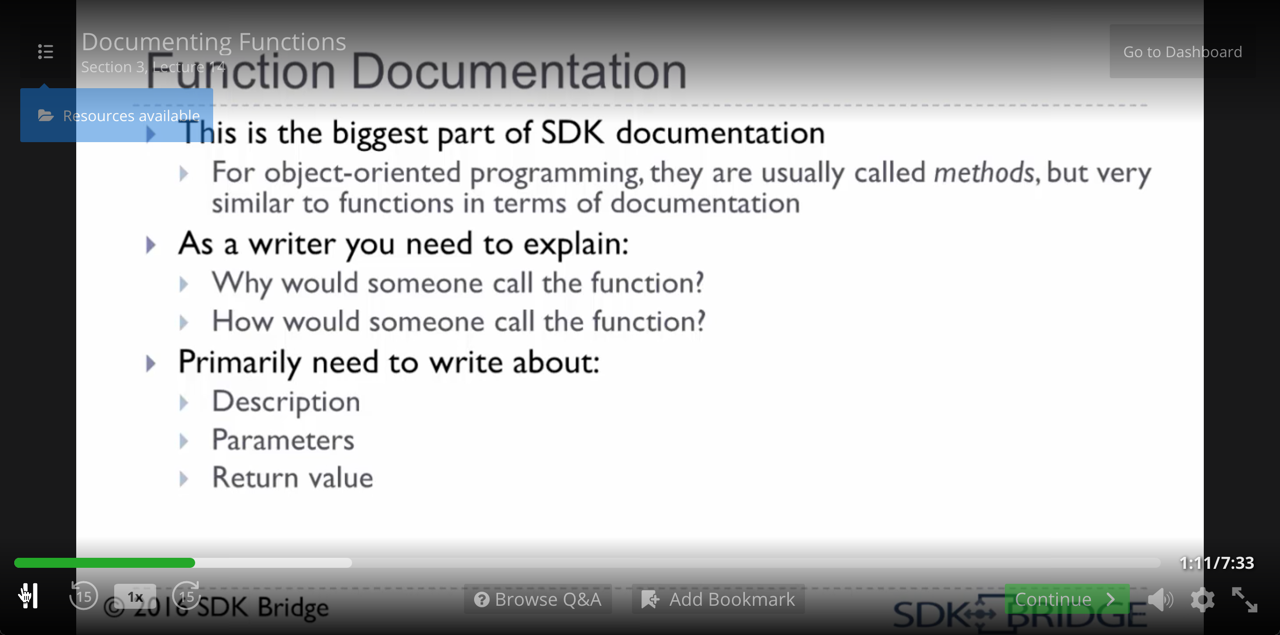 Documenting Functions
Section 3, Lecture 14
Go to Dashboard
Function Documentation
Resources available
This is the biggest part of SDK documentation
For object-oriented programming, they are usually called methods, but very
similar to functions in terms of documentation
As a writer you need to explain:
Why would someone call the function?
How would someone call the function?
Primarily need to write about:
Description
Parameters
Return value
1:11/7:33
15
1x
15
Browse Q&A
Add Bookmark
Continue
© 2016 SDK Bridge
SDK BRIDGE